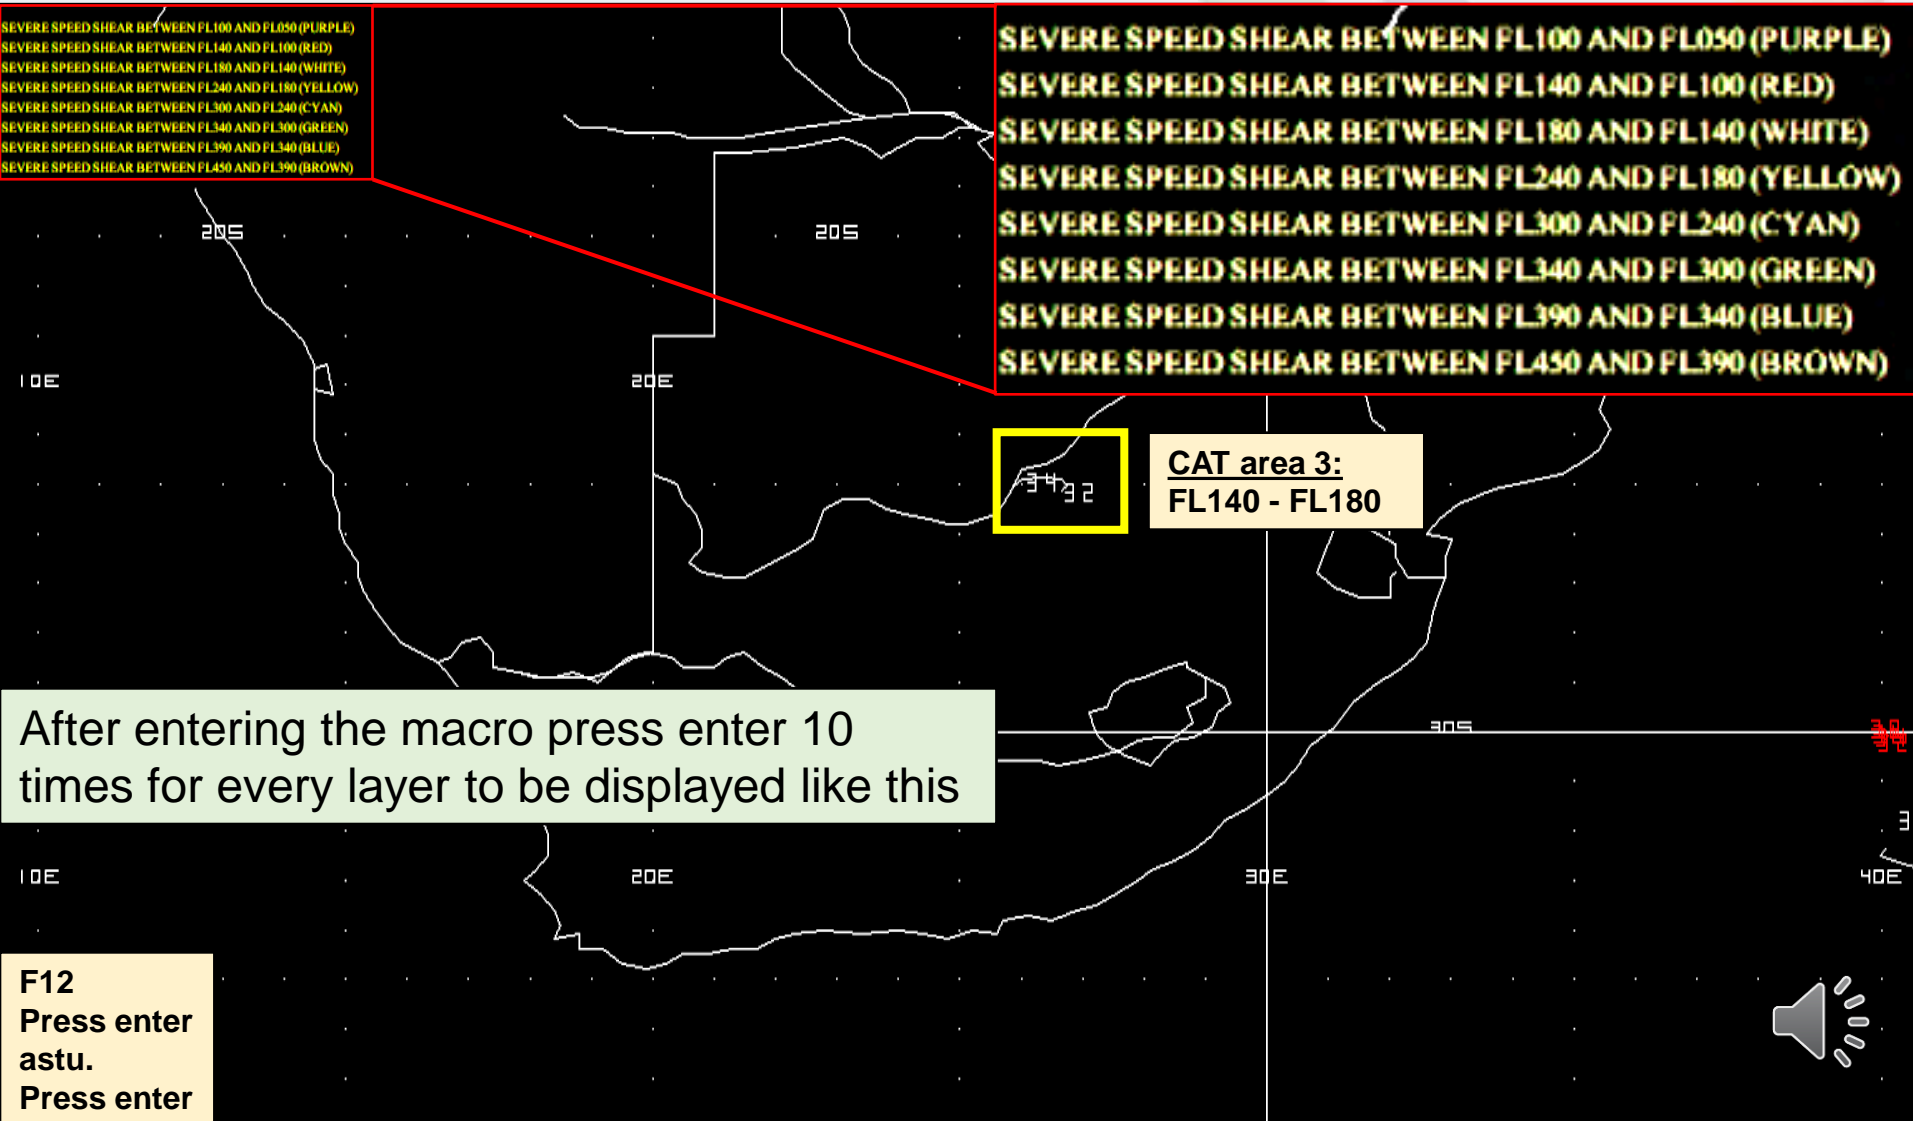 SEVERE SPEED SHEAR BETWEEN FL100 AND FL050 (PURPLE)
SEVERE SPEED SHEAR BETWEEN FL140 AND FL100 (RED)
SEVERE SPEED SHEAR BETWEEN FL180 AND FL140 (WHITE)
SEVERE SPEED SHEAR BETWEEN FL240 AND FL180 (YELLOW)
SEVERE SPEED SHEAR BETWEEN FL300 AND FL240 (CYAN)
SEVERE SPEED SHEAR BETWEEN FL340 AND FL300 (GREEN)
SEVERE SPEED SHEAR BETWEEN FL390 AND FL340 (BLUE)
SEVERE SPEED SHEAR BETWEEN FL450 AND FL390 (BROWN)
SEVERE SPEED SHEAR BETWEEN FL100 AND FL050 (PURPLE)
SEVERE SPEED SHEAR BETWEEN FL140 AND FL100 (RED)
SEVERE SPEED SHEAR BETWEEN FL180 AND FL140 (WHITE)
SEVERE SPEED SHEAR BETWEEN FL240 AND FL180 (YELLOW)
SEVERE SPEED SHEAR BETWEEN FL300 AND FL240 (CYAN)
SEVERE SPEED SHEAR BETWEEN FL340 AND FL300 (GREEN)
SEVERE SPEED SHEAR BETWEEN FL390 AND FL340 (BLUE)
SEVERE SPEED SHEAR BETWEEN FL450 AND FL390 (BROWN)
20S 20S
10E 20E
34 32
CAT area 3:
FL140 - FL180
30S
After entering the macro press enter 10
times for every layer to be displayed like this
3
10E 20E 30E 40E
F12
Press enter
astu.
Press enter